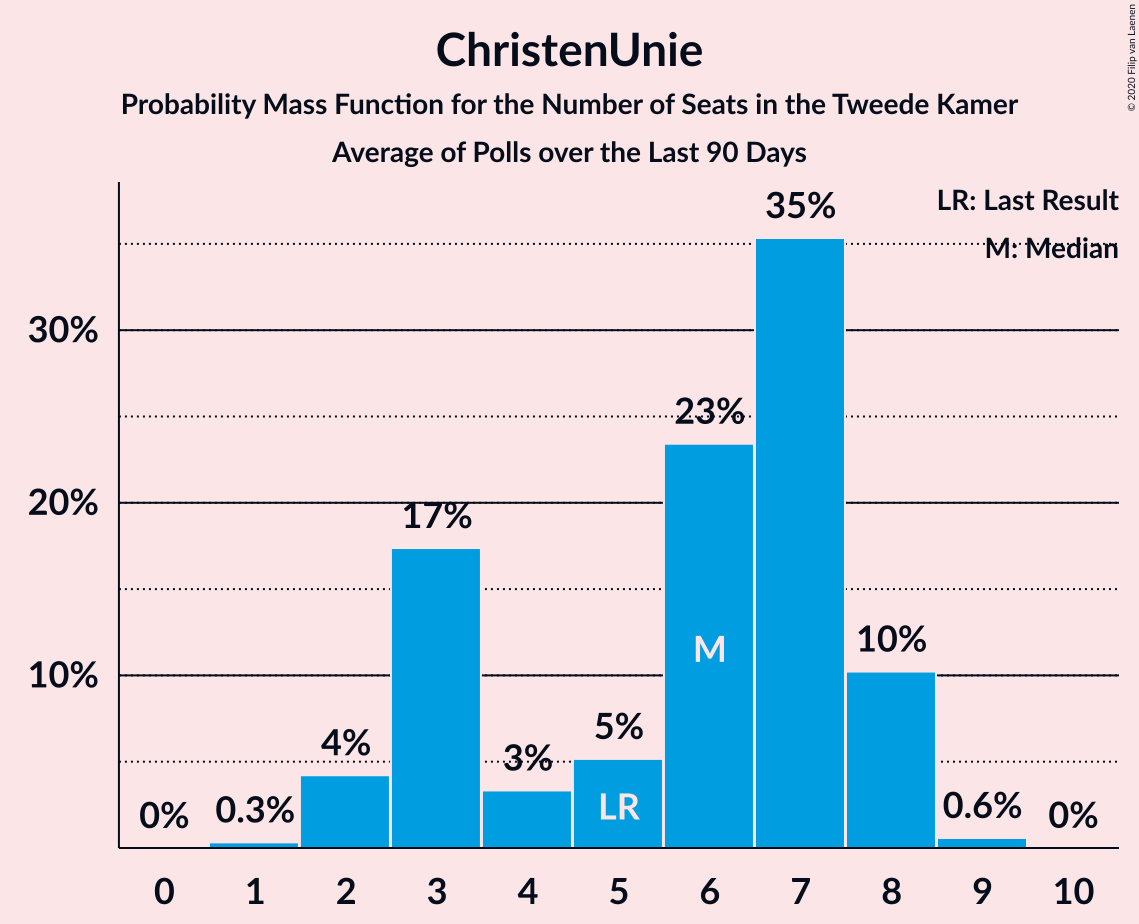 ChristenUnie
Probability Mass Function for the Number of Seats in the Tweede Kamer
Average of Polls over the Last 90 Days
© 2020 Filip van Laenen
LR: Last Result
M: Median
35%
30%
23%
20%
17%
M
10%
10%
5%
4%
3%
LR
0%
0.3%
0.6%
0%
0 1 2 3 4 5 6 7 8 9 10